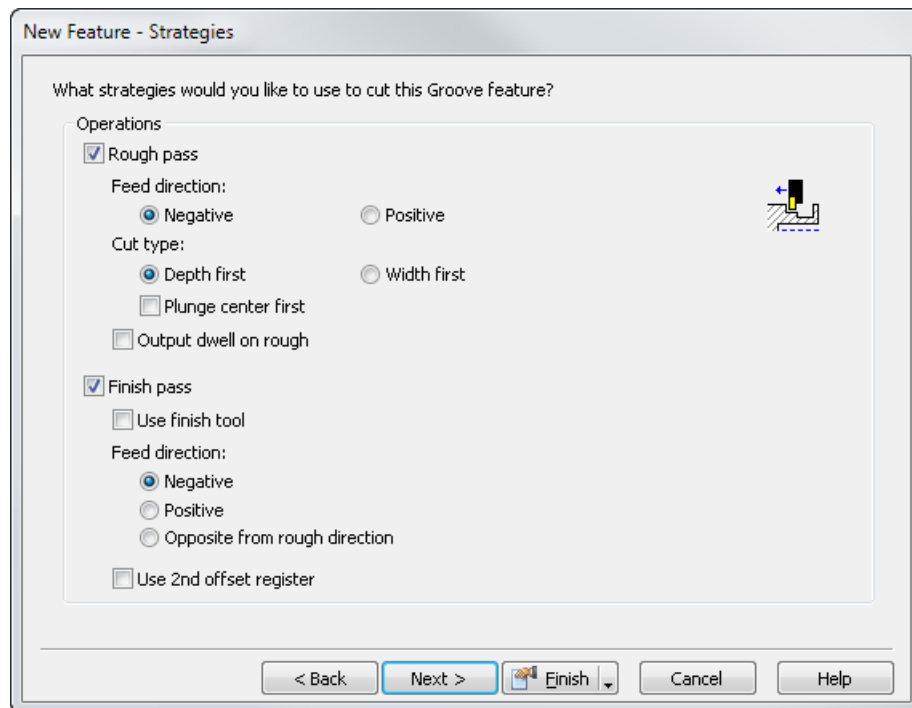 New Feature - Strategies
What strategies would you like to use to cut this Groove feature?
Operations
Rough pass
Feed direction:
Negative Positive
Cut type:
Depth first Width first
Plunge center first
Output dwell on rough
Finish pass
Use finish tool
Feed direction:
Negative
Positive
Opposite from rough direction
Use 2nd offset register
< Back Next > Finish Cancel Help